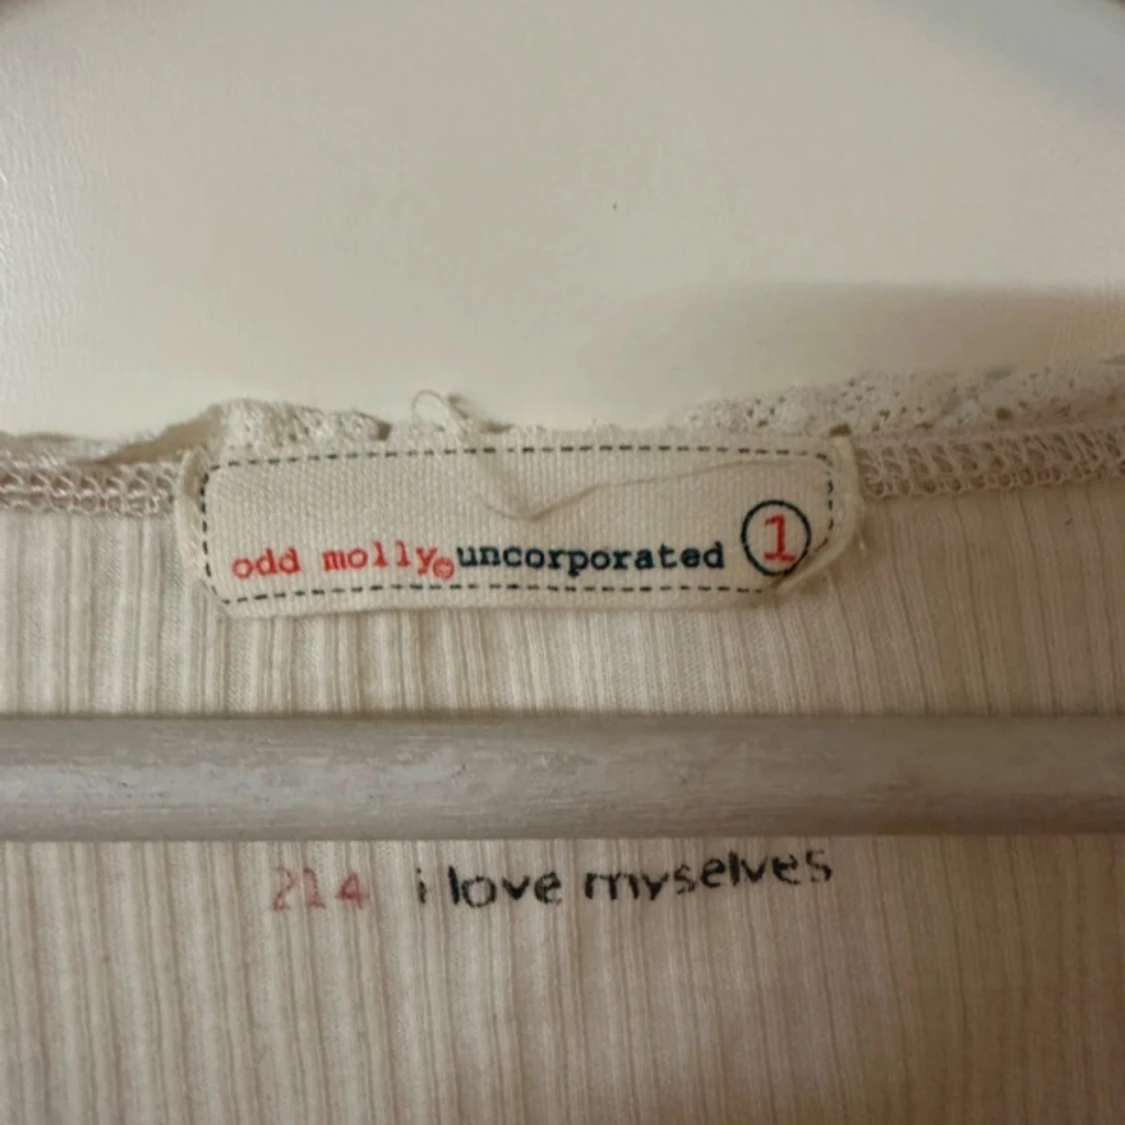 odd molly©uncorporated 1
214 i love myselves